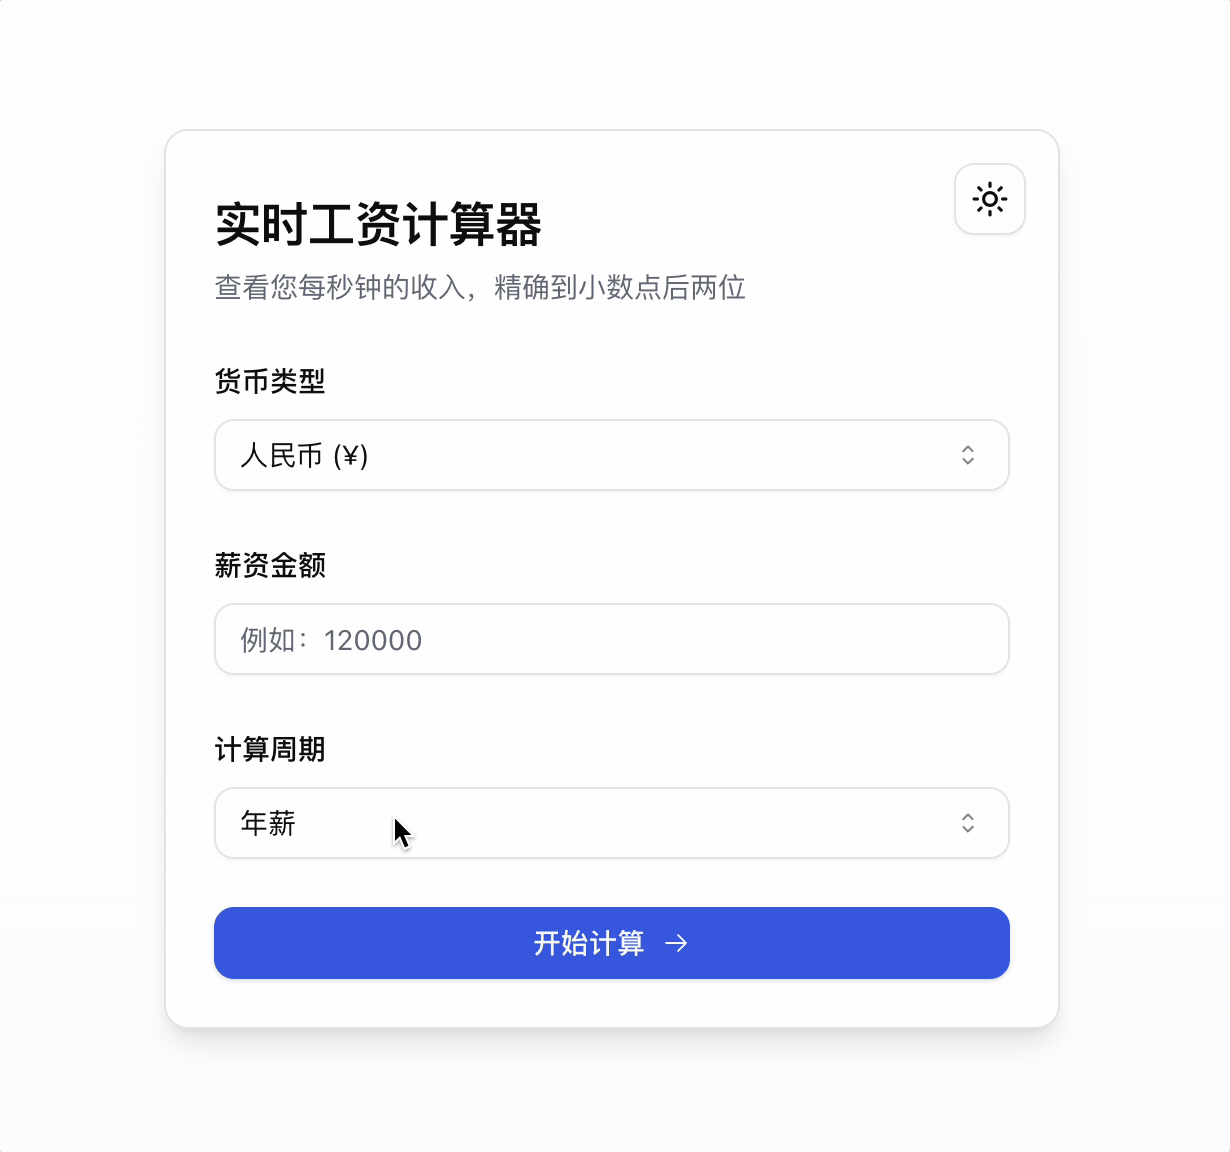 实时工资计算器
查看您每秒钟的收入，精确到小数点后两位
货币类型
人民币 (¥)
薪资金额
例如：120000
计算周期
年薪
开始计算 →